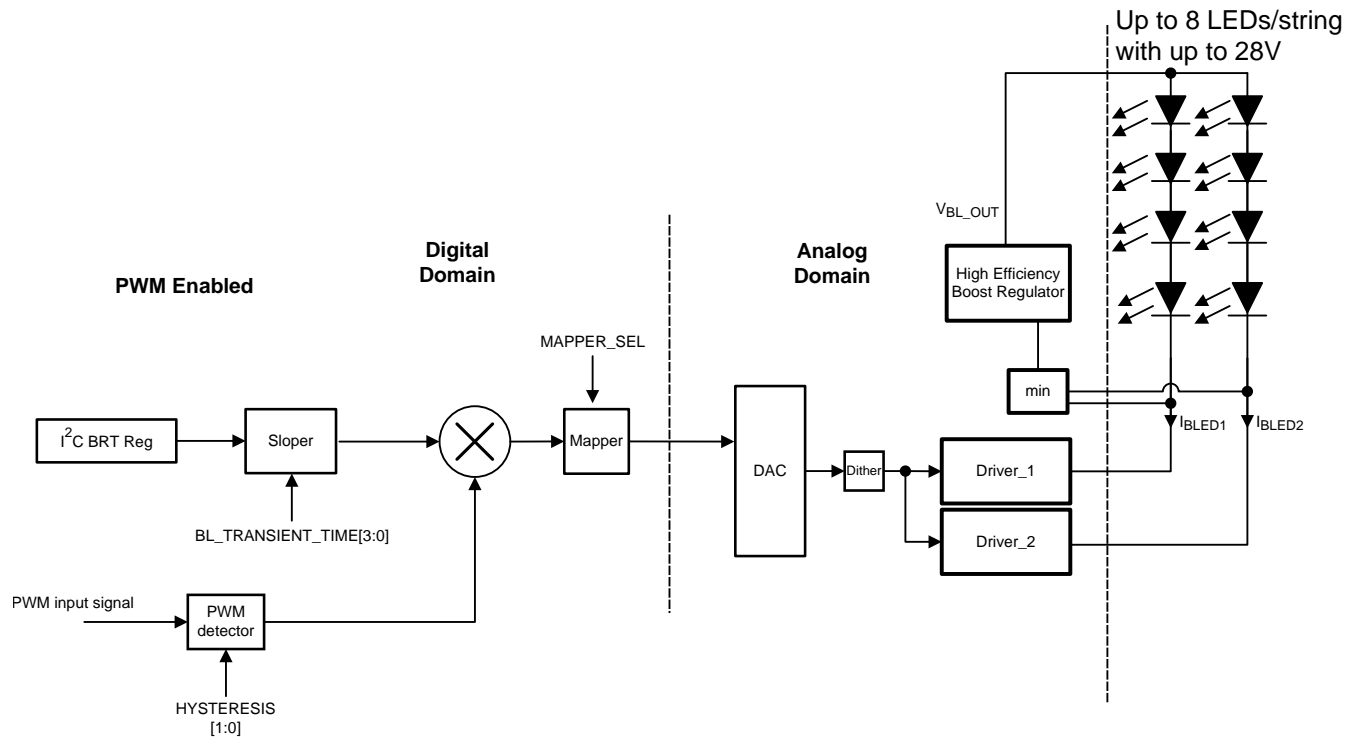 Up to 8 LEDs/string
with up to 28V
VBL_OUT
Digital
Domain
Analog
Domain
PWM Enabled
High Efficiency
Boost Regulator
MAPPER_SEL
min
I2C BRT Reg
Sloper
Mapper
IBLED1
IBLED2
DAC
Dither
Driver_1
BL_TRANSIENT_TIME[3:0]
Driver_2
PWM input signal
PWM
detector
HYSTERESIS
[1:0]